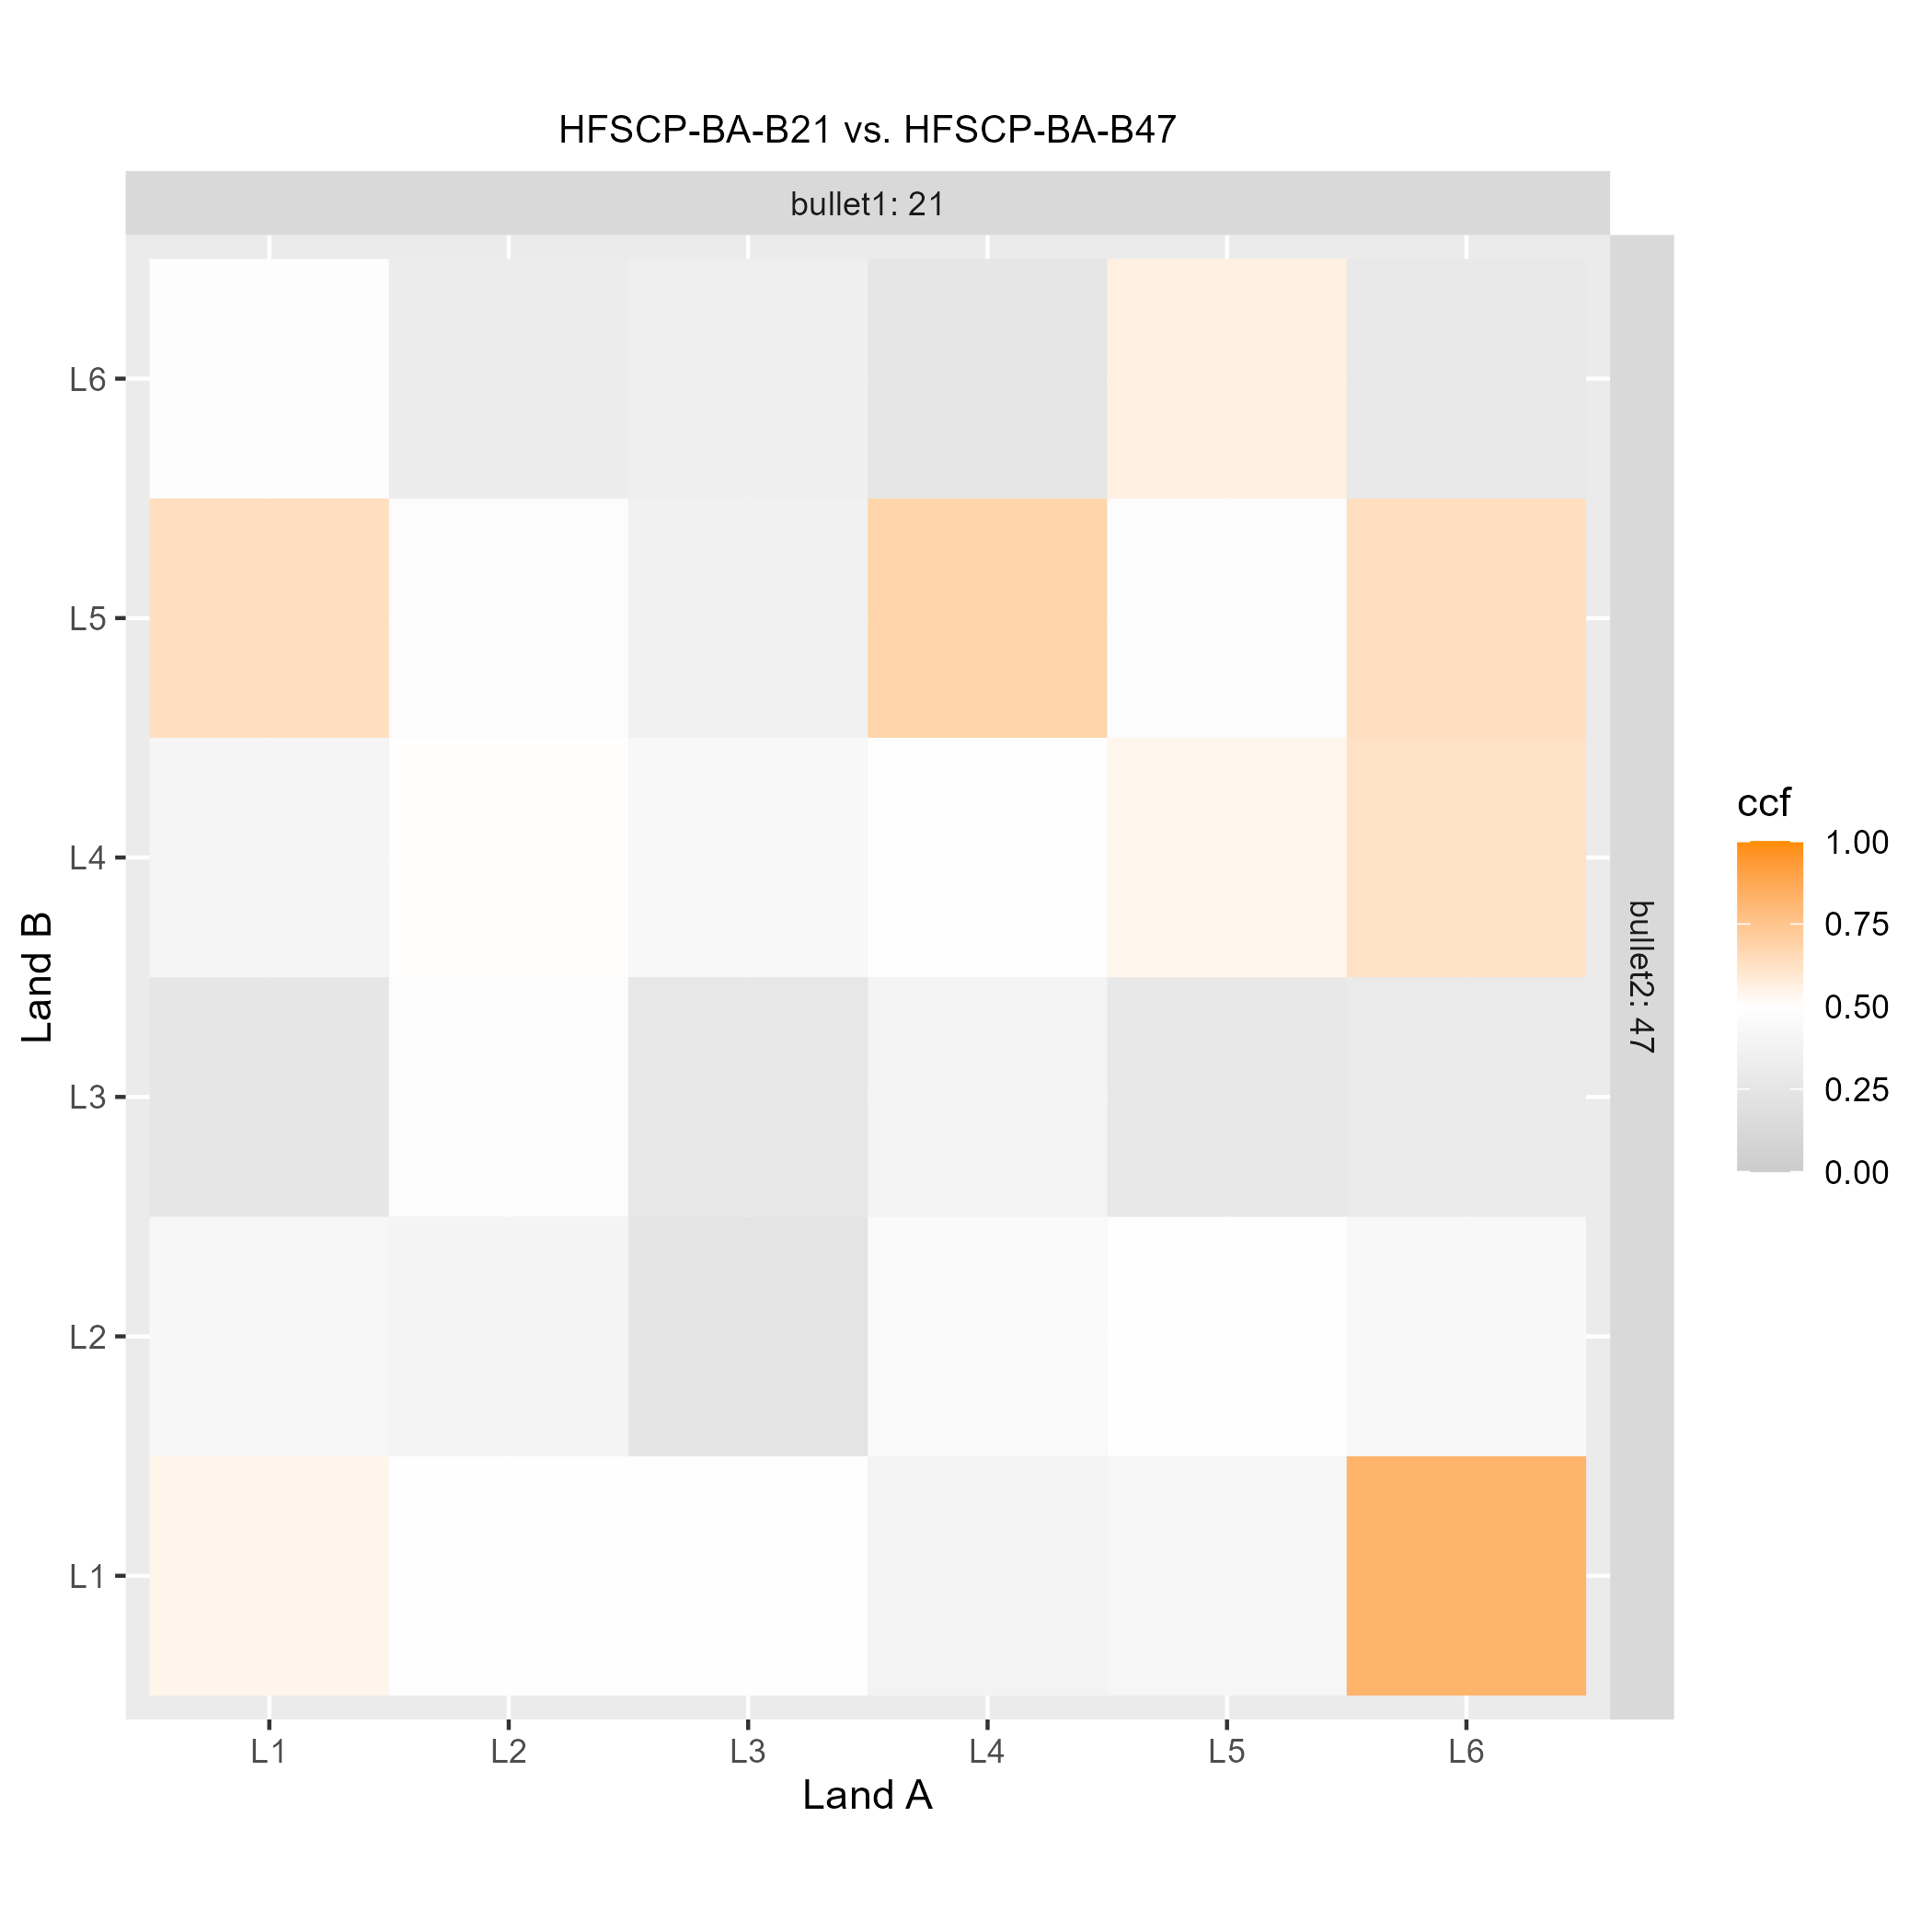 HFSCP-BA-B21 vs. HFSCP-BA-B47
bullet1: 21
L6
L5
L4
L3
L2
L1
Land B
bullet2: 47
ccf
1.00
0.75
0.50
0.25
0.00
L1 L2 L3 L4 L5 L6
Land A